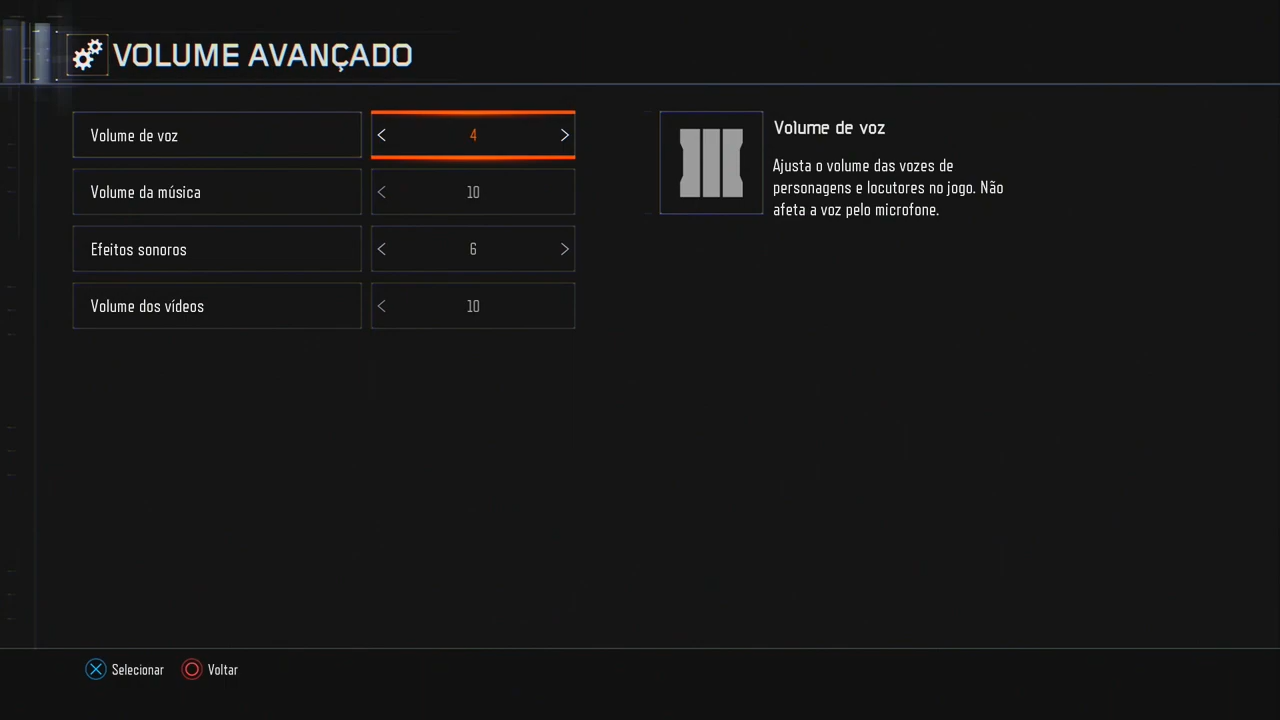 VOLUME AVANÇADO
Volume de voz
4
Volume da música
10
Efeitos sonoros
6
Volume dos vídeos
10
Volume de voz
Ajusta o volume das vozes de
personagens e locutores no jogo. Não
afeta a voz pelo microfone.
Selecionar
Voltar